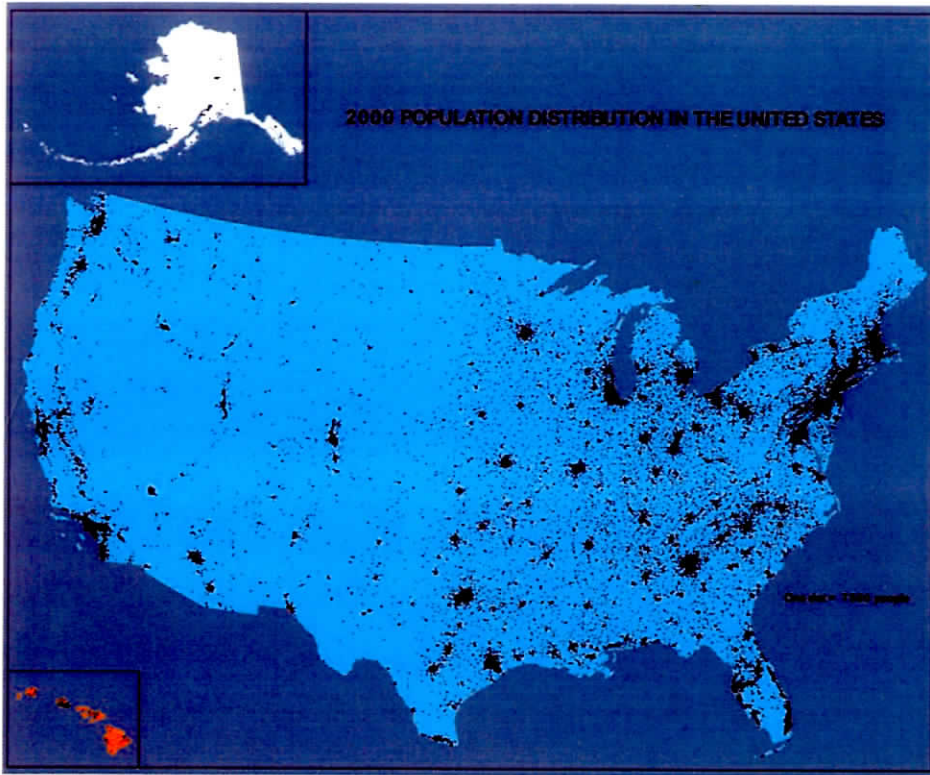 2000 POPULATION DISTRIBUTION IN THE UNITED STATES
One dot = people